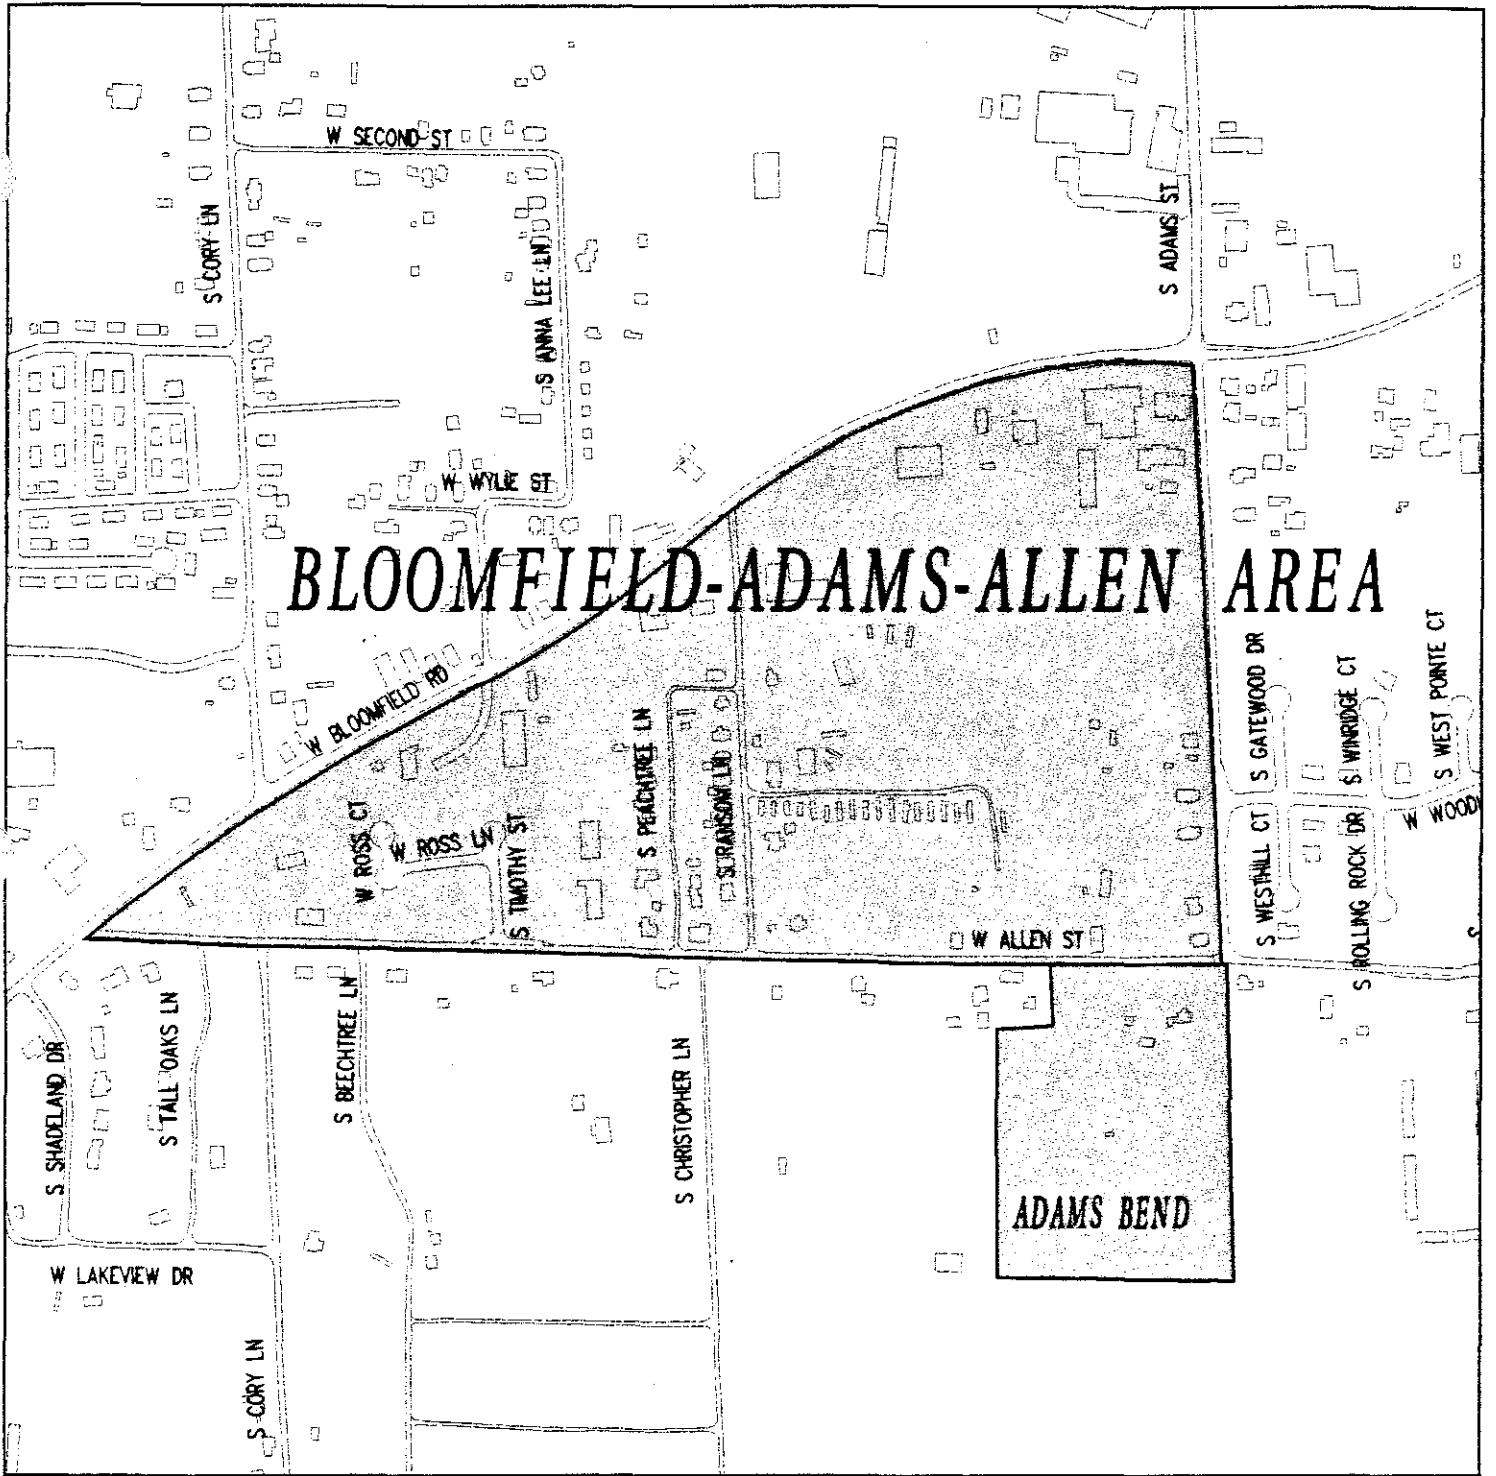 W SECOND ST
S CORY LN
S ADAMS ST
S ANNA LEE LN
W WYLIE ST
BLOOMFIELD-ADAMS-ALLEN AREA
W BLOOMFIELD RD
S GATEWOOD DR
S WINRIDGE CT
S WEST POINTE CT
S PEACHTREE LN
S RANSOM LN
W ROSS CT
W ROSS LN
S TIMOTHY ST
W WOOD
S WESTHILL CT
S ROLLING ROCK DR
S
W ALLEN ST
S SHADELAND DR
S TALL OAKS LN
S BEECHTREE LN
S CHRISTOPHER LN
ADAMS BEND
W LAKEVIEW DR
S CORY LN